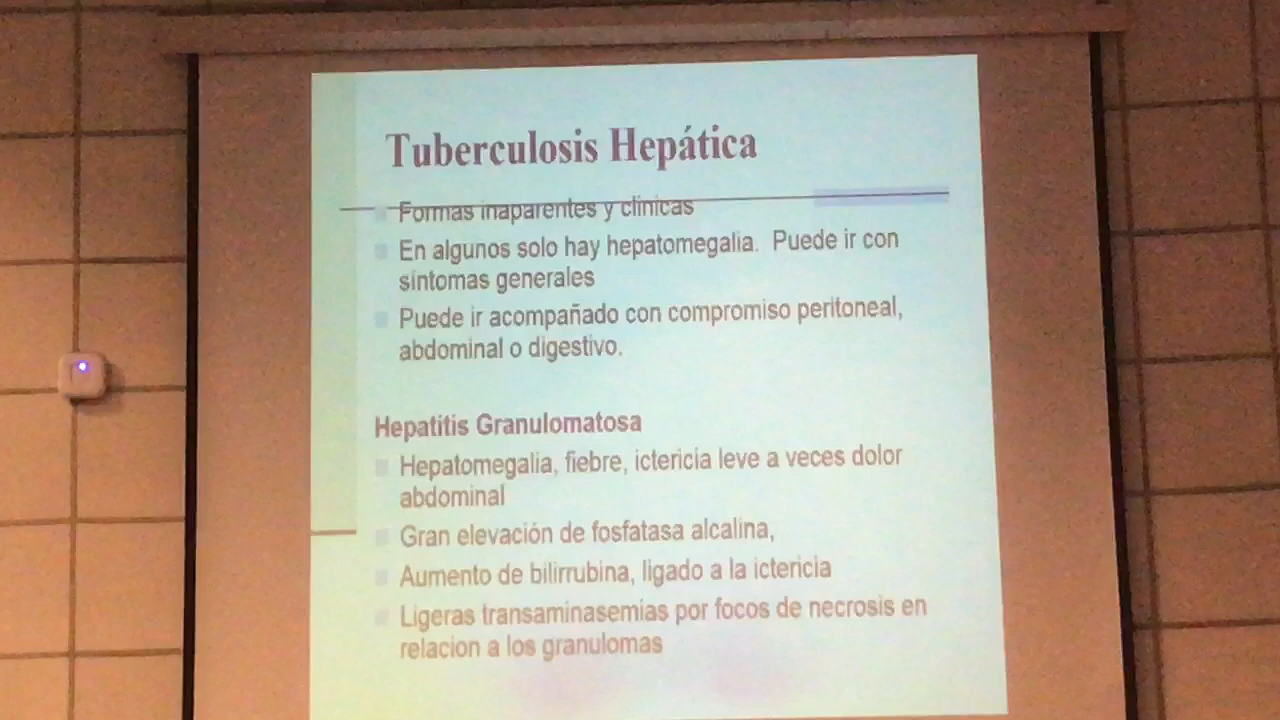 Tuberculosis Hepática
Formas inaparentes y clinicas
En algunos solo hay hepatomegalia. Puede ir con
sintomas generales
Puede ir acompañado con compromiso peritoneal,
abdominal o digestivo.
Hepatitis Granulomatosa
Hepatomegalia, fiebre, ictericia leve a veces dolor
abdominal
Gran elevación de fosfatasa alcalina,
Aumento de bilirrubina, ligado a la ictericia
Ligeras transaminasemias por focos de necrosis en
relacion a los granulomas